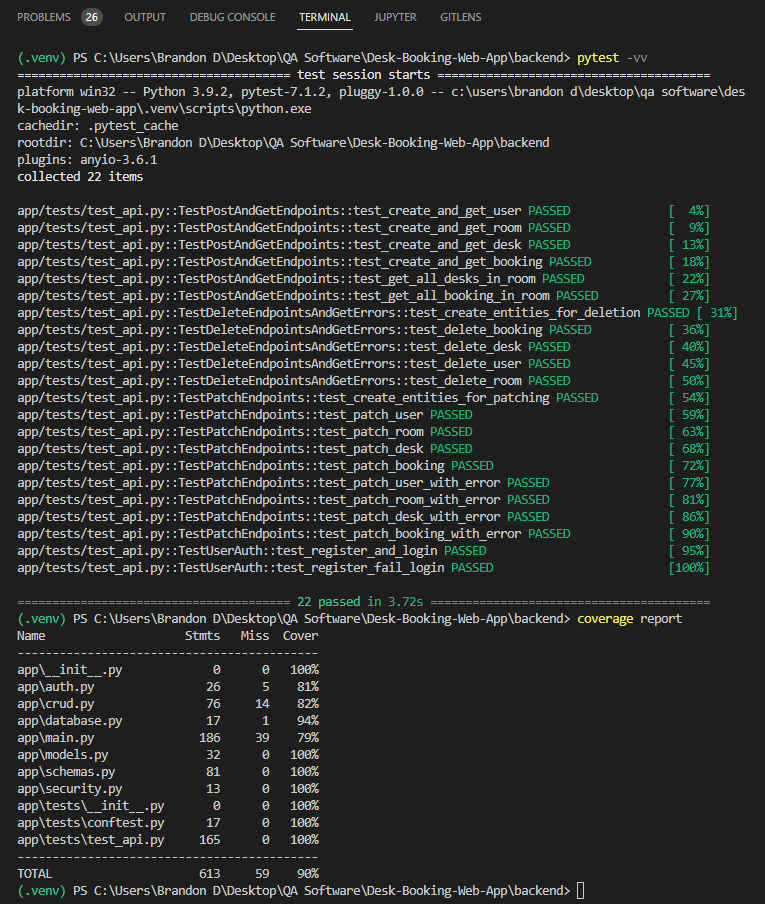 PROBLEMS 26 OUTPUT DEBUG CONSOLE TERMINAL JUPYTER GITLENS
(.venv) PS C:\Users\Brandon D\Desktop\QA Software\Desk-Booking-Web-App\backend> pytest -vv
======================================= test session starts =======================================
platform win32 -- Python 3.9.2, pytest-7.1.2, pluggy-1.0.0 -- c:\users\brandon d\desktop\qa software\des
k-booking-web-app\.venv\scripts\python.exe
cachedir: .pytest_cache
rootdir: C:\Users\Brandon D\Desktop\QA Software\Desk-Booking-Web-App\backend
plugins: anyio-3.6.1
collected 22 items
app/tests/test_api.py::TestPostAndGetEndpoints::test_create_and_get_user PASSED [  4%]
app/tests/test_api.py::TestPostAndGetEndpoints::test_create_and_get_room PASSED [  9%]
app/tests/test_api.py::TestPostAndGetEndpoints::test_create_and_get_desk PASSED [ 13%]
app/tests/test_api.py::TestPostAndGetEndpoints::test_create_and_get_booking PASSED [ 18%]
app/tests/test_api.py::TestPostAndGetEndpoints::test_get_all_desks_in_room PASSED [ 22%]
app/tests/test_api.py::TestPostAndGetEndpoints::test_get_all_booking_in_room PASSED [ 27%]
app/tests/test_api.py::TestDeleteEndpointsAndGetErrors::test_create_entities_for_deletion PASSED [ 31%]
app/tests/test_api.py::TestDeleteEndpointsAndGetErrors::test_delete_booking PASSED [ 36%]
app/tests/test_api.py::TestDeleteEndpointsAndGetErrors::test_delete_desk PASSED [ 40%]
app/tests/test_api.py::TestDeleteEndpointsAndGetErrors::test_delete_user PASSED [ 45%]
app/tests/test_api.py::TestDeleteEndpointsAndGetErrors::test_delete_room PASSED [ 50%]
app/tests/test_api.py::TestPatchEndpoints::test_create_entities_for_patching PASSED [ 54%]
app/tests/test_api.py::TestPatchEndpoints::test_patch_user PASSED [ 59%]
app/tests/test_api.py::TestPatchEndpoints::test_patch_room PASSED [ 63%]
app/tests/test_api.py::TestPatchEndpoints::test_patch_desk PASSED [ 68%]
app/tests/test_api.py::TestPatchEndpoints::test_patch_booking PASSED [ 72%]
app/tests/test_api.py::TestPatchEndpoints::test_patch_user_with_error PASSED [ 77%]
app/tests/test_api.py::TestPatchEndpoints::test_patch_room_with_error PASSED [ 81%]
app/tests/test_api.py::TestPatchEndpoints::test_patch_desk_with_error PASSED [ 86%]
app/tests/test_api.py::TestPatchEndpoints::test_patch_booking_with_error PASSED [ 90%]
app/tests/test_api.py::TestUserAuth::test_register_and_login PASSED [ 95%]
app/tests/test_api.py::TestUserAuth::test_register_fail_login PASSED [100%]
======================================= 22 passed in 3.72s ========================================
(.venv) PS C:\Users\Brandon D\Desktop\QA Software\Desk-Booking-Web-App\backend> coverage report
Name Stmts Miss Cover
-------------------------------------------
app\__init__.py 0 0 100%
app\auth.py 26 5 81%
app\crud.py 76 14 82%
app\database.py 17 1 94%
app\main.py 186 39 79%
app\models.py 32 0 100%
app\schemas.py 81 0 100%
app\security.py 13 0 100%
app\tests\__init__.py 0 0 100%
app\tests\conftest.py 17 0 100%
app\tests\test_api.py 165 0 100%
-------------------------------------------
TOTAL 613 59 90%
(.venv) PS C:\Users\Brandon D\Desktop\QA Software\Desk-Booking-Web-App\backend>